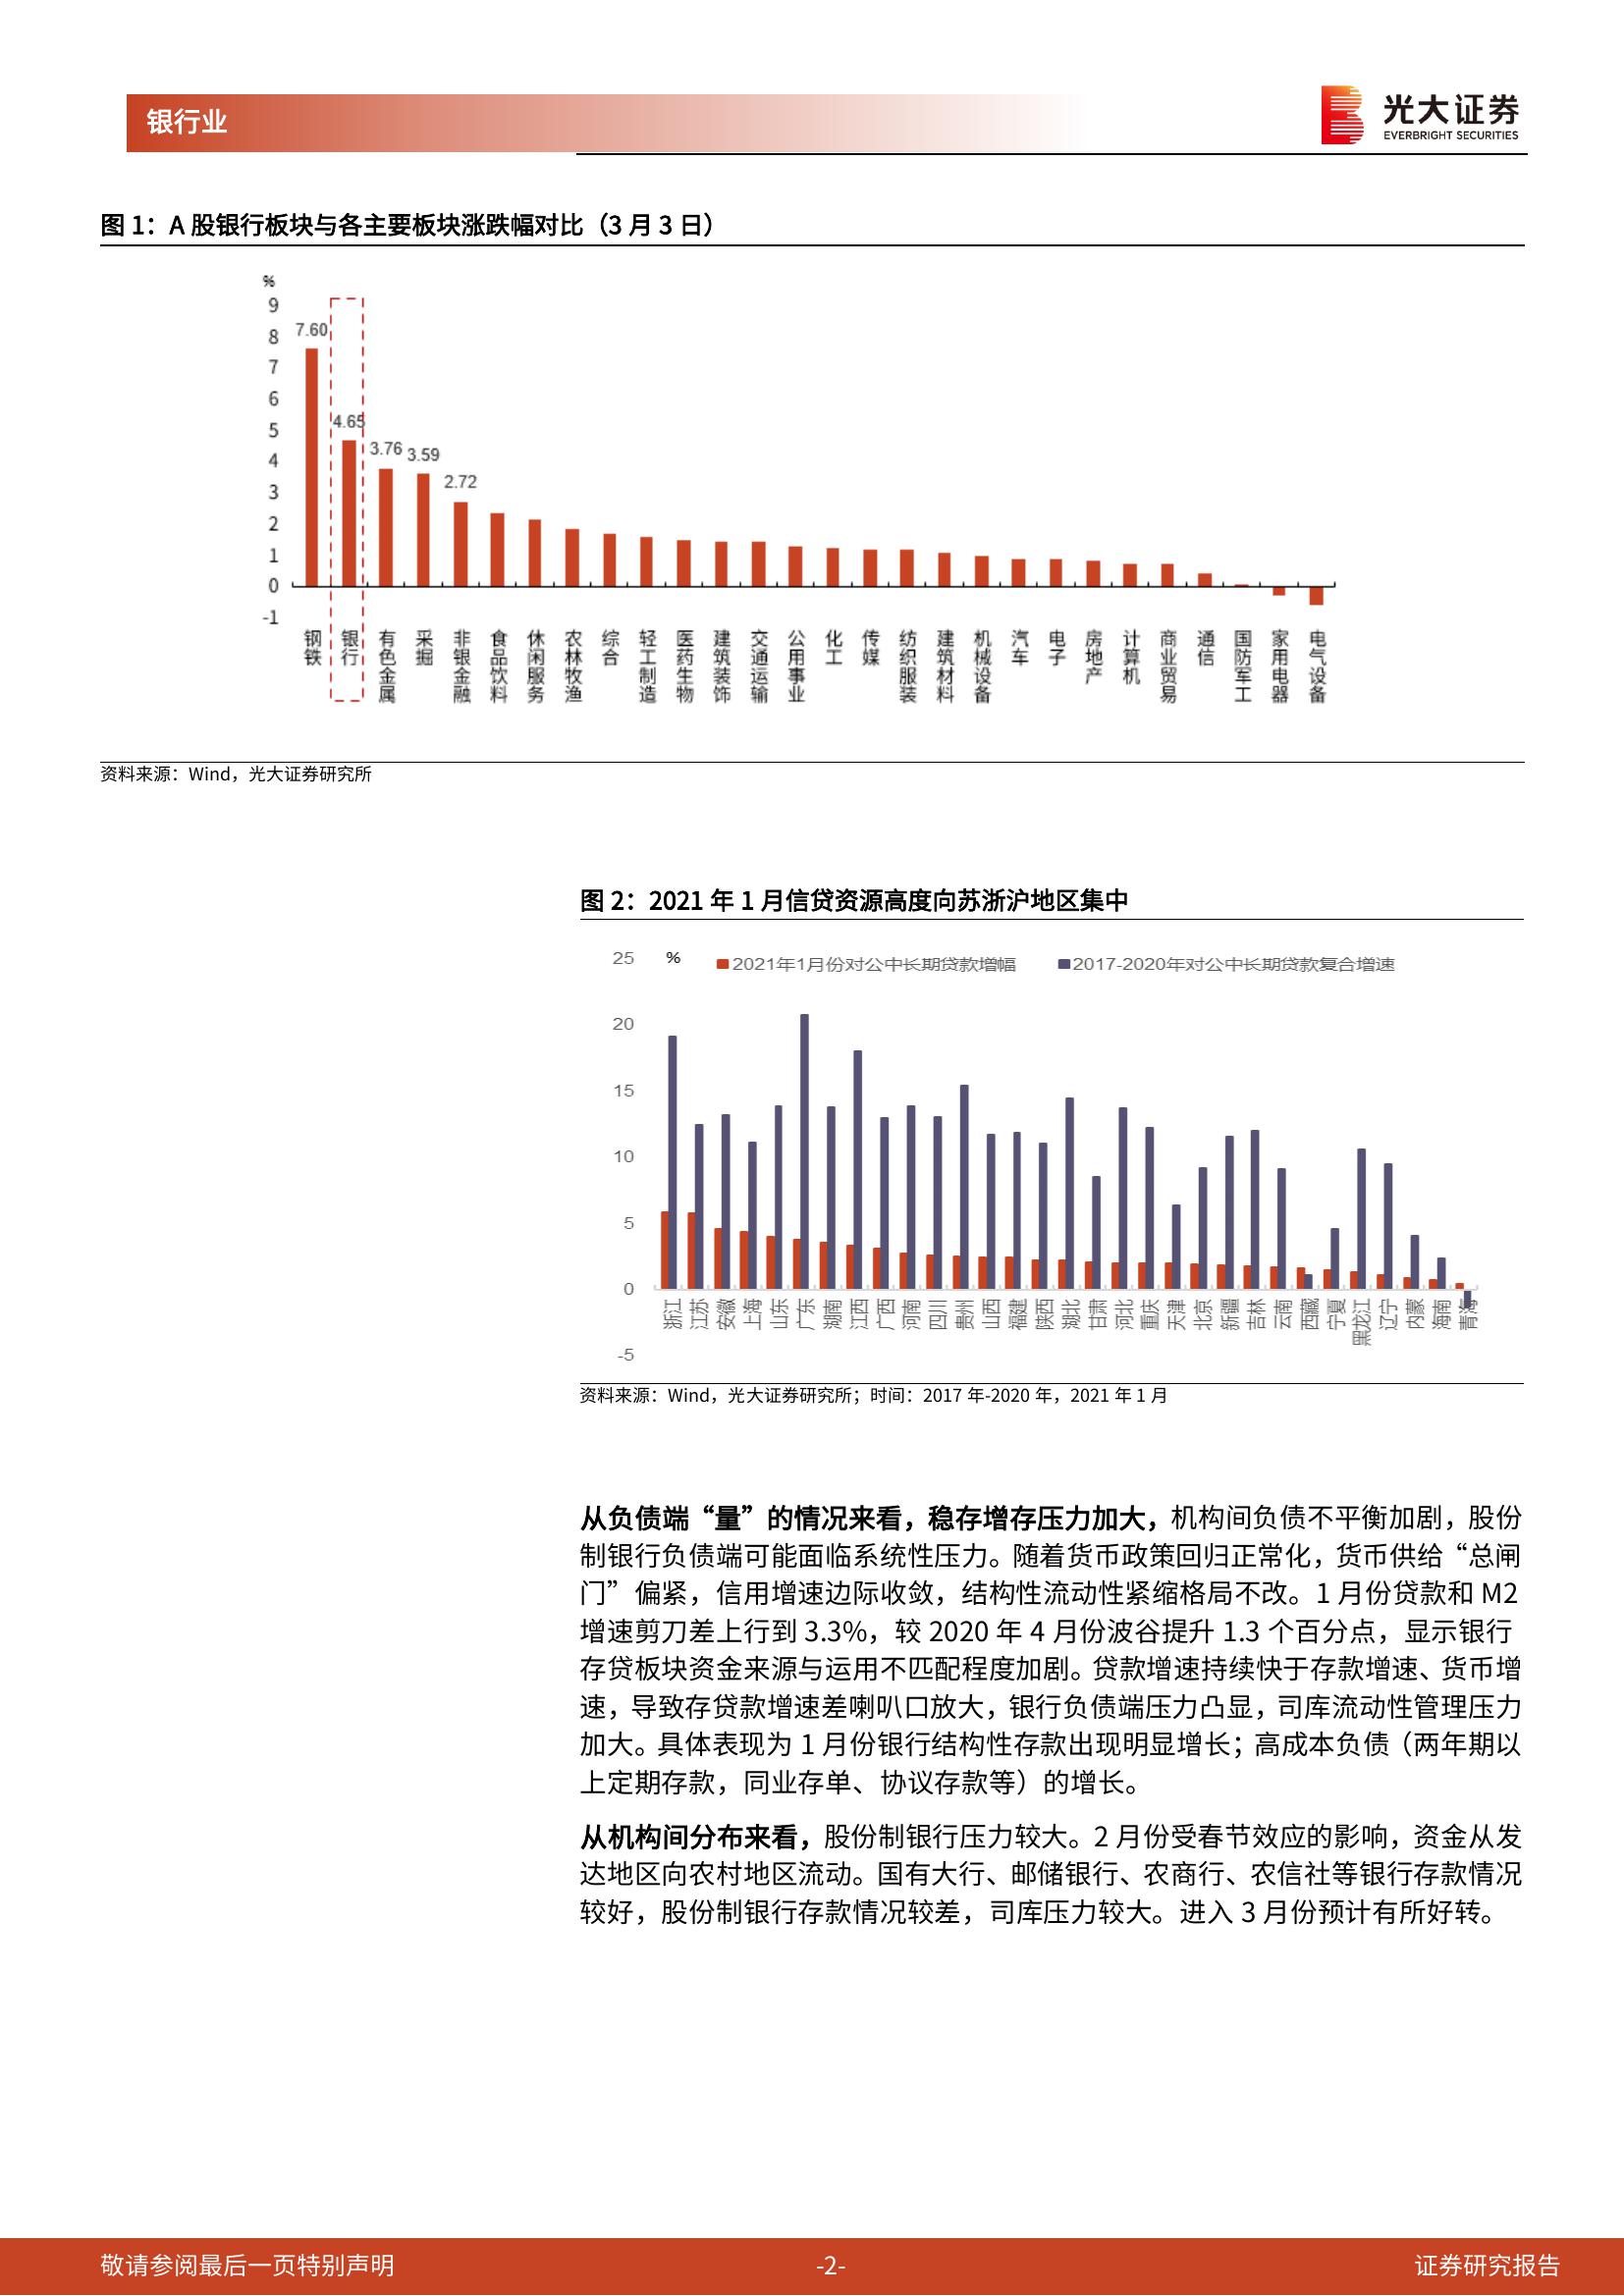 银行业
光大证券
EVERBRIGHT SECURITIES
图 1：A 股银行板块与各主要板块涨跌幅对比（3 月 3 日）
%
9
8
7
6
5
4
3
2
1
0
-1
7.60
4.65
3.76
3.59
2.72
钢铁
银行
有色金属
采掘
非银金融
食品饮料
休闲服务
农林牧渔
综合
轻工制造
医药生物
建筑装饰
交通运输
公用事业
化工
传媒
纺织服装
建筑材料
机械设备
汽车
电子
房地产
计算机
商业贸易
通信
国防军工
家用电器
电气设备
资料来源：Wind，光大证券研究所
图 2：2021 年 1 月信贷资源高度向苏浙沪地区集中
%
2021年1月份对公中长期贷款增幅
2017-2020年对公中长期贷款复合增速
25
20
15
10
5
0
-5
浙江
江苏
安徽
上海
山东
广东
湖南
江西
广西
河南
四川
贵州
山西
福建
陕西
湖北
甘肃
河北
重庆
天津
北京
新疆
吉林
云南
西藏
宁夏
黑龙江
辽宁
内蒙
海南
青海
资料来源：Wind，光大证券研究所；时间：2017 年-2020 年，2021 年 1 月
从负债端“量”的情况来看，稳存增存压力加大，机构间负债不平衡加剧，股份
制银行负债端可能面临系统性压力。随着货币政策回归正常化，货币供给“总闸
门”偏紧，信用增速边际收敛，结构性流动性紧缩格局不改。1 月份贷款和 M2
增速剪刀差上行到 3.3%，较 2020 年 4 月份波谷提升 1.3 个百分点，显示银行
存贷板块资金来源与运用不匹配程度加剧。贷款增速持续快于存款增速、货币增
速，导致存贷款增速差喇叭口放大，银行负债端压力凸显，司库流动性管理压力
加大。具体表现为 1 月份银行结构性存款出现明显增长；高成本负债（两年期以
上定期存款，同业存单、协议存款等）的增长。
从机构间分布来看，股份制银行压力较大。2 月份受春节效应的影响，资金从发
达地区向农村地区流动。国有大行、邮储银行、农商行、农信社等银行存款情况
较好，股份制银行存款情况较差，司库压力较大。进入 3 月份预计有所好转。
敬请参阅最后一页特别声明
-2-
证券研究报告